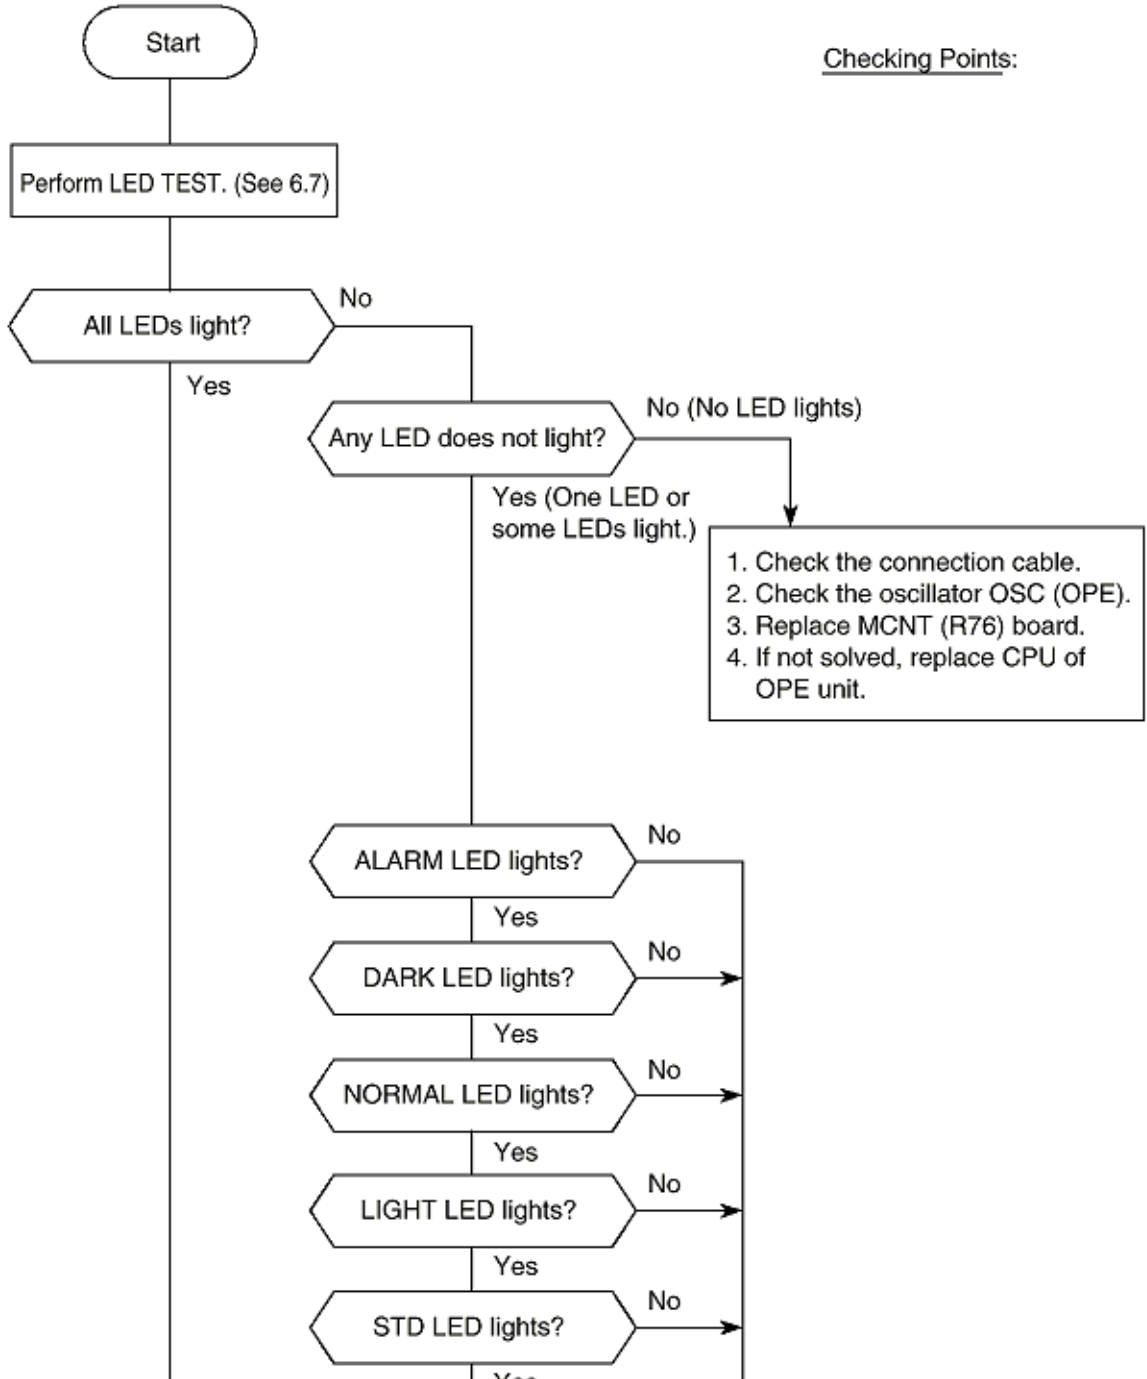 Start
Checking Points:
Perform LED TEST. (See 6.7)
All LEDs light?
No
Yes
Any LED does not light?
No (No LED lights)
Yes (One LED or
some LEDs light.)
1. Check the connection cable.
2. Check the oscillator OSC (OPE).
3. Replace MCNT (R76) board.
4. If not solved, replace CPU of
OPE unit.
ALARM LED lights?
No
Yes
DARK LED lights?
No
Yes
NORMAL LED lights?
No
Yes
LIGHT LED lights?
No
Yes
STD LED lights?
No
Yes